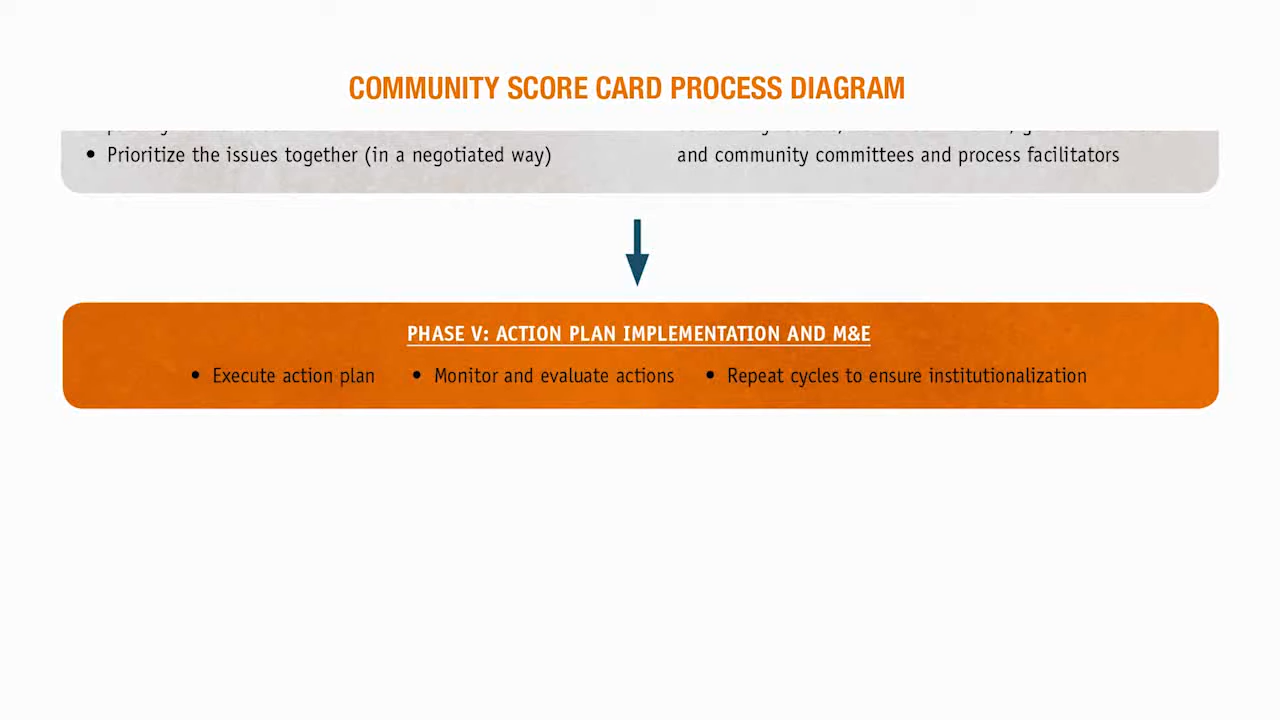 COMMUNITY SCORE CARD PROCESS DIAGRAM
• Prioritize the issues together (in a negotiated way)
and community committees and process facilitators
PHASE V: ACTION PLAN IMPLEMENTATION AND M&E
• Execute action plan • Monitor and evaluate actions • Repeat cycles to ensure institutionalization